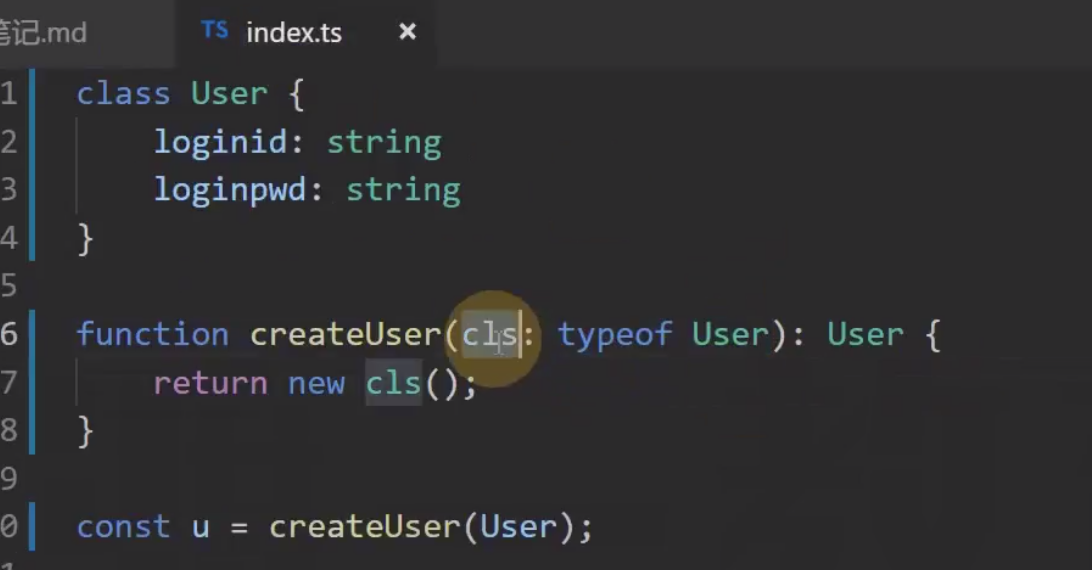 笔记.md TS index.ts ×
1 class User {
2 loginid: string
3 loginpwd: string
4 }
5
6 function createUser(cls: typeof User): User {
7 return new cls();
8 }
9
0 const u = createUser(User);